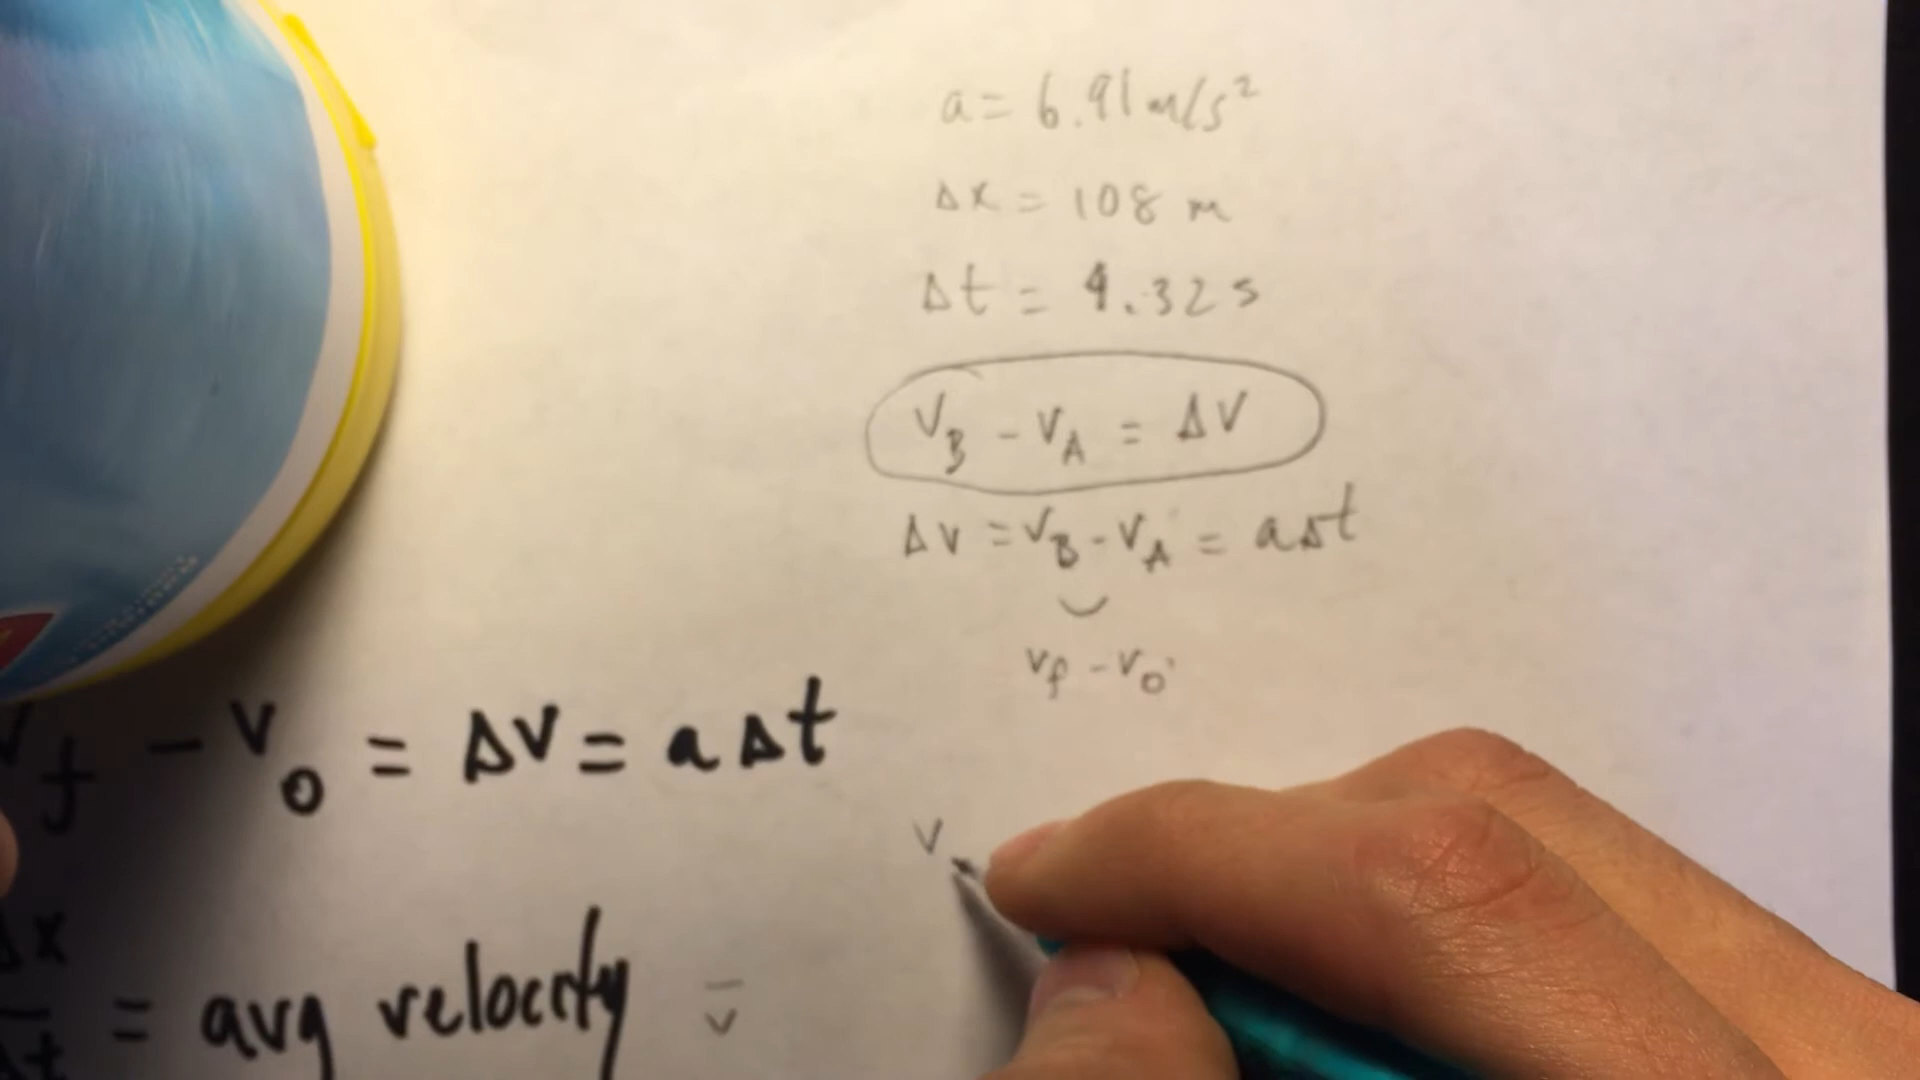 a = 6.91 m/s²
Δx = 108 m
Δt = 4.32 s
V_B - V_A = ΔV
Δv = v_B - v_A = aΔt
v_f - v_0
v_f - v_0 = Δv = aΔt
v
Δx/Δt = avg velocity v̄